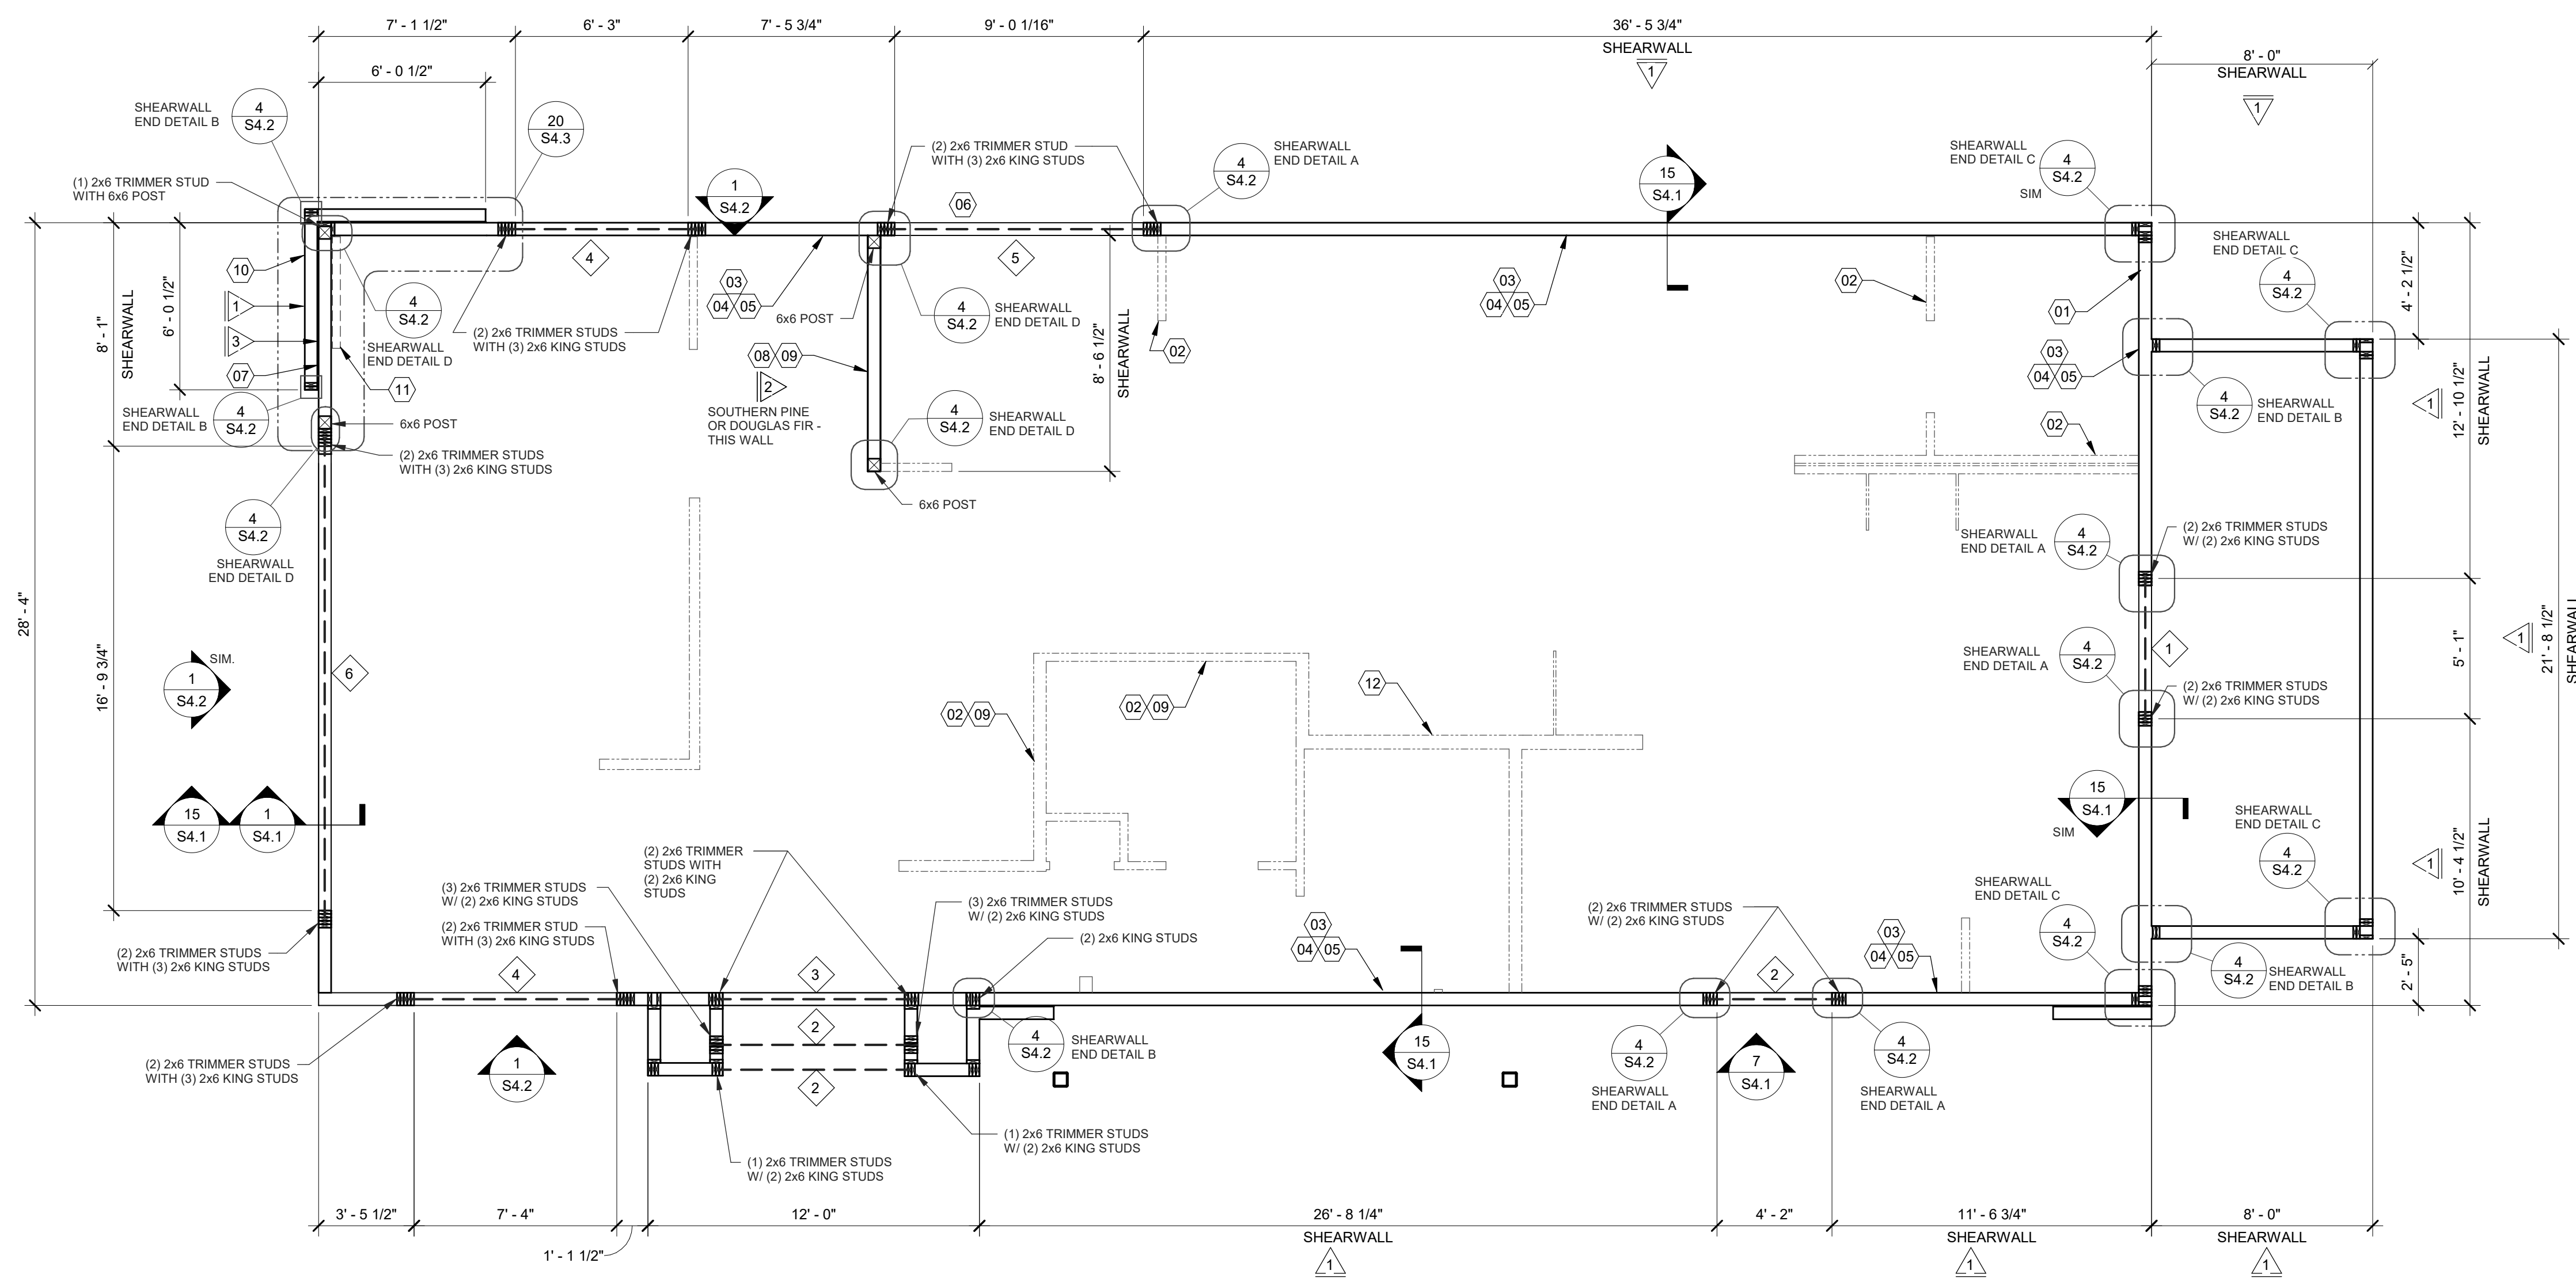 7' - 1 1/2"
6' - 3"
7' - 5 3/4"
9' - 0 1/16"
36' - 5 3/4"
SHEARWALL
1
8' - 0"
SHEARWALL
1
6' - 0 1/2"
SHEARWALL
END DETAIL B
4
S4.2
20
S4.3
(1) 2x6 TRIMMER STUD
WITH 6x6 POST
1
S4.2
(2) 2x6 TRIMMER STUD
WITH (3) 2x6 KING STUDS
4
S4.2
SHEARWALL
END DETAIL A
06
15
S4.1
SHEARWALL
END DETAIL C
4
S4.2
SIM
SHEARWALL
END DETAIL C
4
S4.2
10
1
3
07
11
4
S4.2
SHEARWALL
END DETAIL D
4
(2) 2x6 TRIMMER STUDS
WITH (3) 2x6 KING STUDS
03
04
05
6x6 POST
4
S4.2
SHEARWALL
END DETAIL D
5
08
09
2
SOUTHERN PINE
OR DOUGLAS FIR -
THIS WALL
8' - 6 1/2"
SHEARWALL
02
03
04
05
02
01
03
04
05
4' - 2 1/2"
8' - 1"
SHEARWALL
6' - 0 1/2"
SHEARWALL
END DETAIL B
4
S4.2
6x6 POST
(2) 2x6 TRIMMER STUDS
WITH (3) 2x6 KING STUDS
4
S4.2
SHEARWALL
END DETAIL D
6x6 POST
02
4
S4.2
SHEARWALL
END DETAIL B
1
12' - 10 1/2"
SHEARWALL
4
S4.2
SHEARWALL
END DETAIL D
SHEARWALL
END DETAIL A
4
S4.2
(2) 2x6 TRIMMER STUDS
W/ (2) 2x6 KING STUDS
28' - 4"
16' - 9 3/4"
SIM.
1
S4.2
6
SHEARWALL
END DETAIL A
4
S4.2
1
(2) 2x6 TRIMMER STUDS
W/ (2) 2x6 KING STUDS
5' - 1"
1
21' - 8 1/2"
SHEARWALL
02
09
02
09
12
15
S4.1
1
S4.1
15
S4.1
SIM
SHEARWALL
END DETAIL C
4
S4.2
1
10' - 4 1/2"
SHEARWALL
(2) 2x6 TRIMMER
STUDS WITH
(2) 2x6 KING
STUDS
(3) 2x6 TRIMMER STUDS
W/ (2) 2x6 KING STUDS
(2) 2x6 TRIMMER STUD
WITH (3) 2x6 KING STUDS
(3) 2x6 TRIMMER STUDS
W/ (2) 2x6 KING STUDS
(2) 2x6 KING STUDS
03
04
05
(2) 2x6 TRIMMER STUDS
W/ (2) 2x6 KING STUDS
03
04
05
SHEARWALL
END DETAIL C
4
S4.2
(2) 2x6 TRIMMER STUDS
WITH (3) 2x6 KING STUDS
4
3
2
2
2
4
S4.2
SHEARWALL
END DETAIL B
2' - 5"
(2) 2x6 TRIMMER STUDS
WITH (3) 2x6 KING STUDS
1
S4.2
4
S4.2
SHEARWALL
END DETAIL B
15
S4.1
4
S4.2
SHEARWALL
END DETAIL A
7
S4.1
4
S4.2
SHEARWALL
END DETAIL A
(1) 2x6 TRIMMER STUDS
W/ (2) 2x6 KING STUDS
(1) 2x6 TRIMMER STUDS
W/ (2) 2x6 KING STUDS
3' - 5 1/2"
7' - 4"
1' - 1 1/2"
12' - 0"
26' - 8 1/4"
SHEARWALL
1
4' - 2"
11' - 6 3/4"
SHEARWALL
1
8' - 0"
SHEARWALL
1